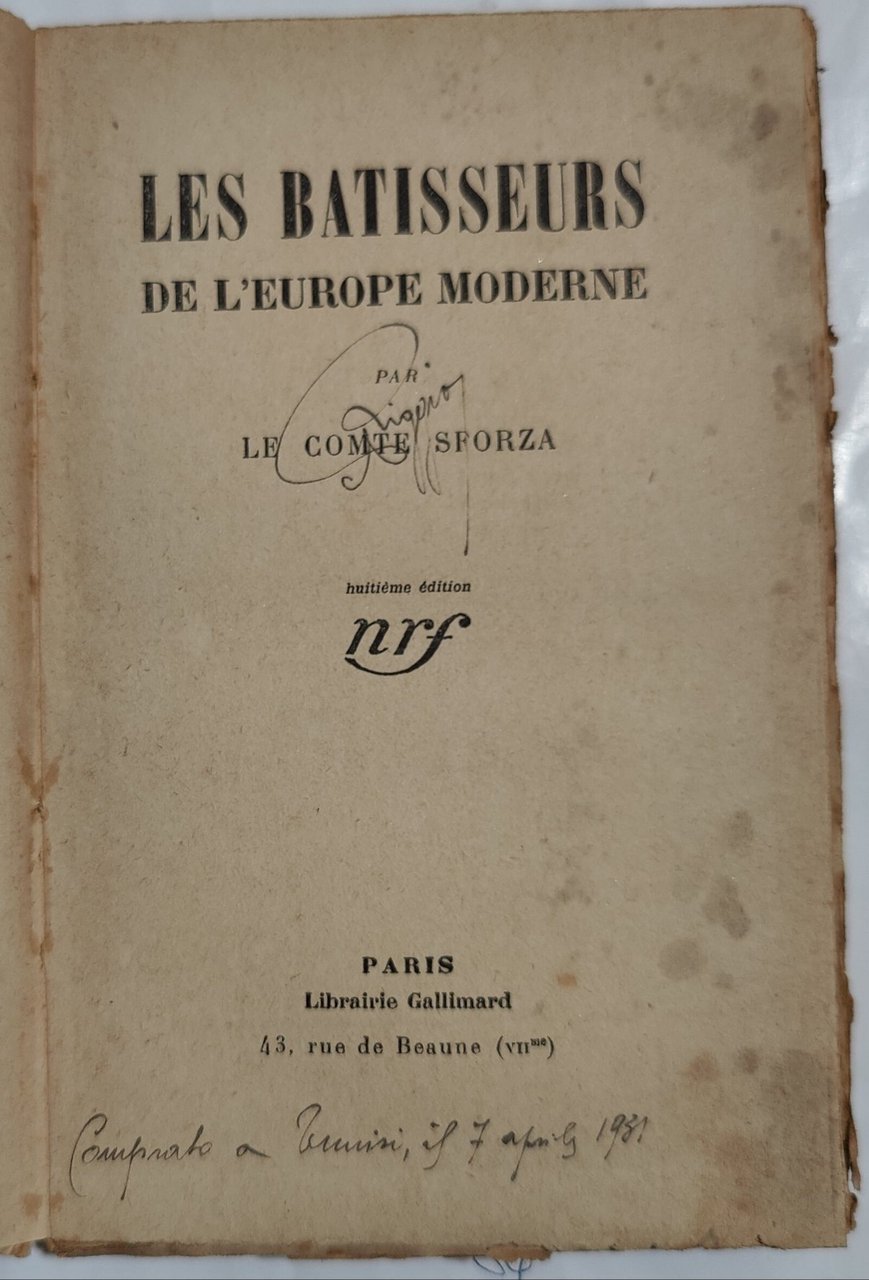 LES BATISSEURS
DE L'EUROPE MODERNE
PAR
LE COMTE SFORZA
huitième édition
nrf
PARIS
Librairie Gallimard
43, rue de Beaune (VIIme)
Comprato a Tunisi, il 7 aprile 1931